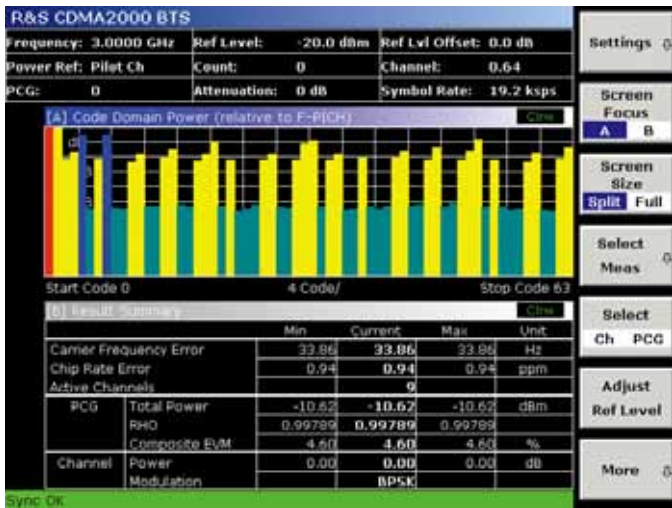 R&S CDMA2000 BTS
Frequency: 3.0000 GHz Ref Level: -20.0 dBm Ref Lvl Offset: 0.0 dB
Power Ref: Pilot Ch Count: 0 Channel: 0.64
PCG: 0 Attenuation: 0 dB Symbol Rate: 19.2 ksps
[A] Code Domain Power (relative to F-PICH) Clrw
Start Code 0 4 Code/ Stop Code 63
[B] Result Summary Clrw
Min Current Max Unit
Carrier Frequency Error 33.86 33.86 33.86 Hz
Chip Rate Error 0.94 0.94 0.94 ppm
Active Channels 9
PCG Total Power -10.62 -10.62 -10.62 dBm
RHO 0.99789 0.99789 0.99789
Composite EVM 4.60 4.60 4.60 %
Channel Power 0.00 0.00 0.00 dB
Modulation BPSK
Sync OK
Settings
Screen
Focus
A B
Screen
Size
Split Full
Select
Meas
Select
Ch PCG
Adjust
Ref Level
More